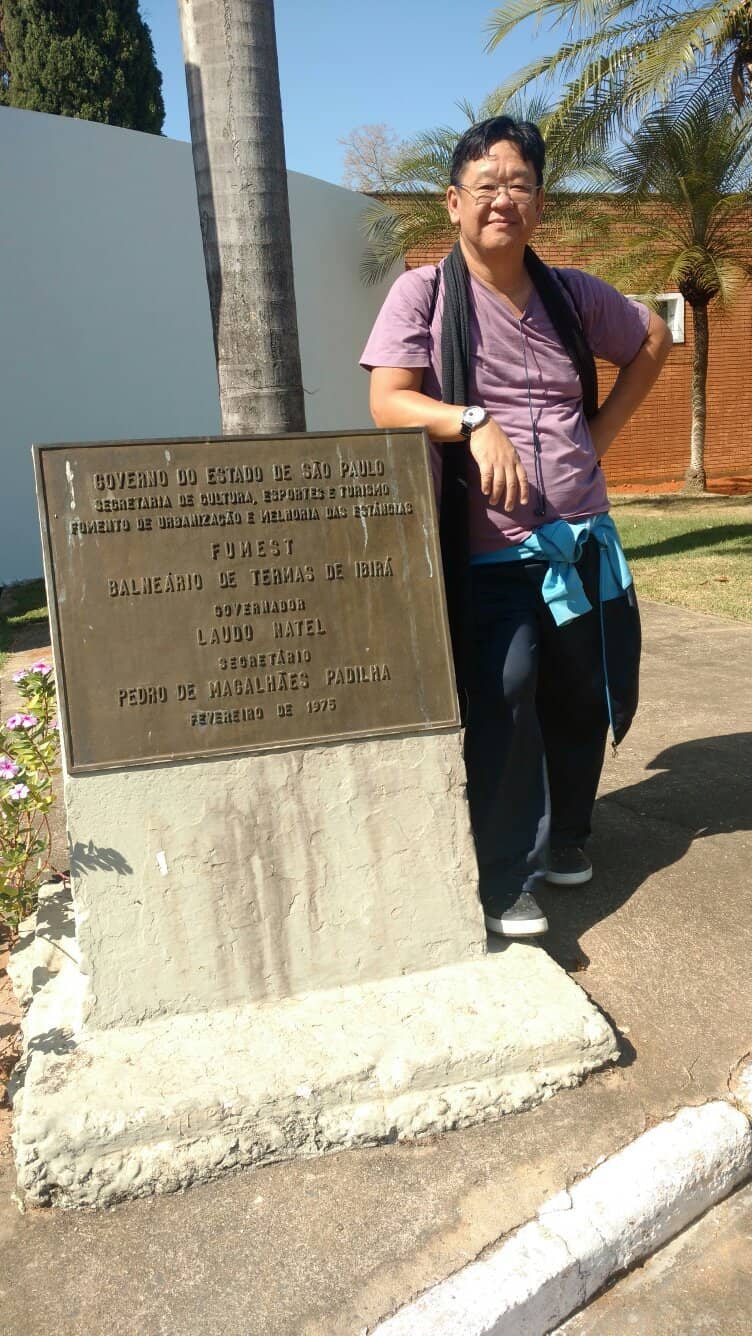 GOVERNO DO ESTADO DE SÃO PAULO
SECRETARIA DE CULTURA, ESPORTES E TURISMO
FOMENTO DE URBANIZAÇÃO E MELHORIA DAS ESTÂNCIAS
FUMEST
BALNEÁRIO DE TERMAS DE IBIRÁ
GOVERNADOR
LAUDO NATEL
SECRETÁRIO
PEDRO DE MAGALHÃES PADILHA
FEVEREIRO DE 1975